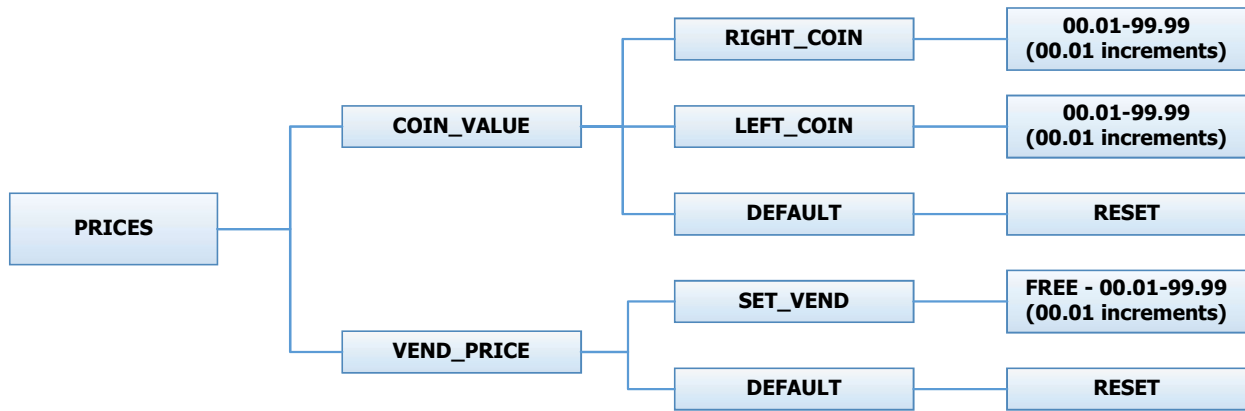 RIGHT_COIN
00.01-99.99
(00.01 increments)
COIN_VALUE
LEFT_COIN
00.01-99.99
(00.01 increments)
DEFAULT
RESET
PRICES
SET_VEND
FREE - 00.01-99.99
(00.01 increments)
VEND_PRICE
DEFAULT
RESET